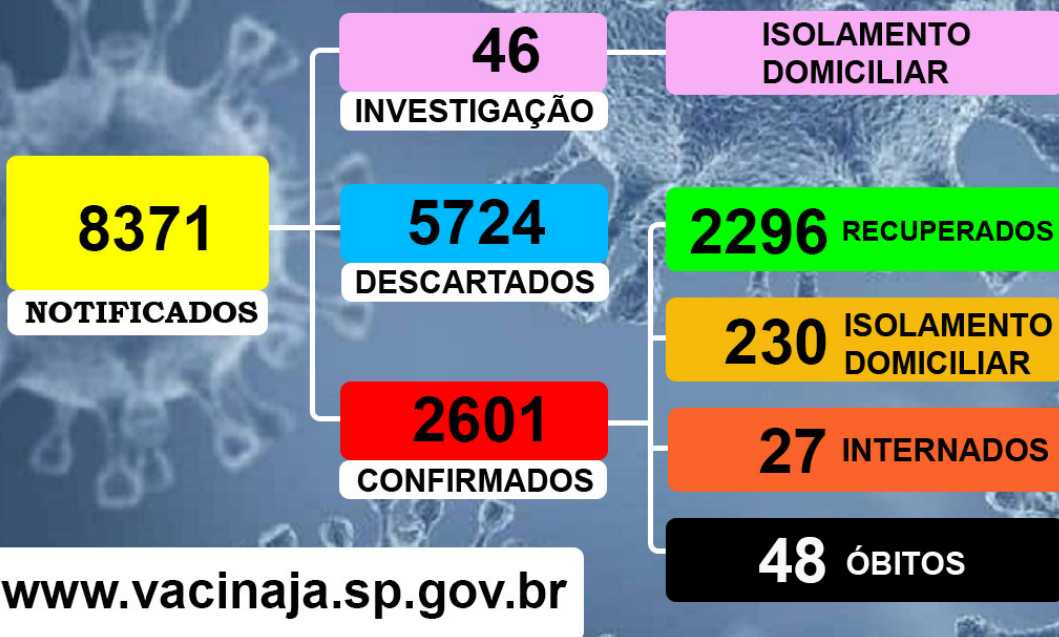 8371
NOTIFICADOS
46
INVESTIGAÇÃO
ISOLAMENTO
DOMICILIAR
5724
DESCARTADOS
2601
CONFIRMADOS
2296 RECUPERADOS
230 ISOLAMENTO
DOMICILIAR
27 INTERNADOS
48 ÓBITOS
www.vacinaja.sp.gov.br